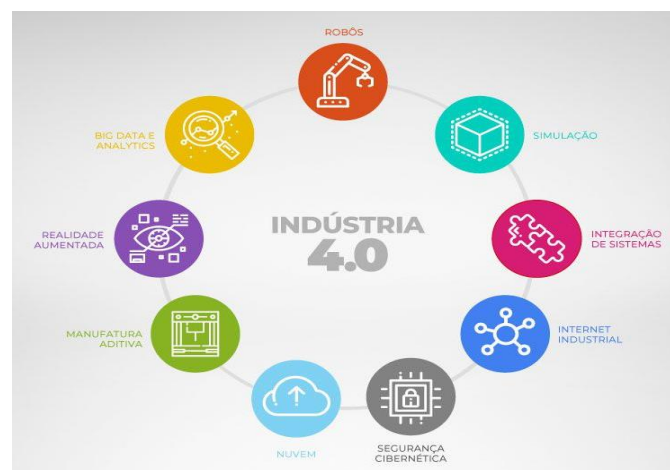 ROBÔS
SIMULAÇÃO
INTEGRAÇÃO
DE SISTEMAS
INTERNET
INDUSTRIAL
SEGURANÇA
CIBERNÉTICA
NUVEM
MANUFATURA
ADITIVA
REALIDADE
AUMENTADA
BIG DATA E
ANALYTICS
INDÚSTRIA
4.0